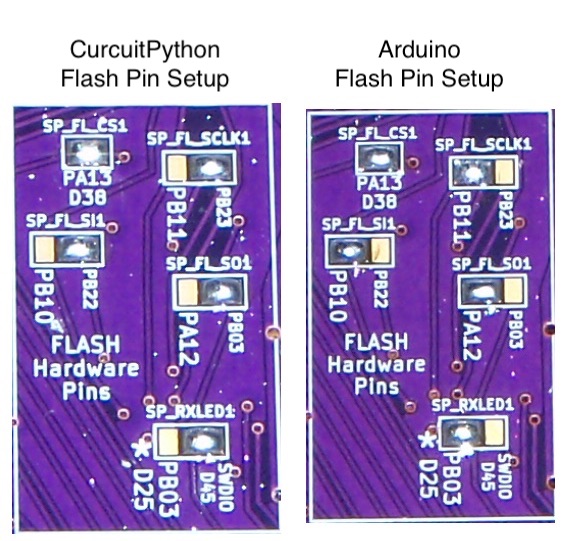 CurcuitPython
Flash Pin Setup
SP_FL_CS1
SP_FL_SCLK1
PA13
D38
PB11
PB23
SP_FL_SI1
PB10
PB22
SP_FL_SO1
PA12
PB03
FLASH
Hardware
Pins
SP_RXLED1
* D25
PB03
D45
SWDIO
Arduino
Flash Pin Setup
SP_FL_CS1
SP_FL_SCLK1
PA13
D38
PB11
PB23
SP_FL_SI1
PB10
PB22
SP_FL_SO1
PA12
PB03
FLASH
Hardware
Pins
SP_RXLED1
* D25
PB03
D45
SWDIO